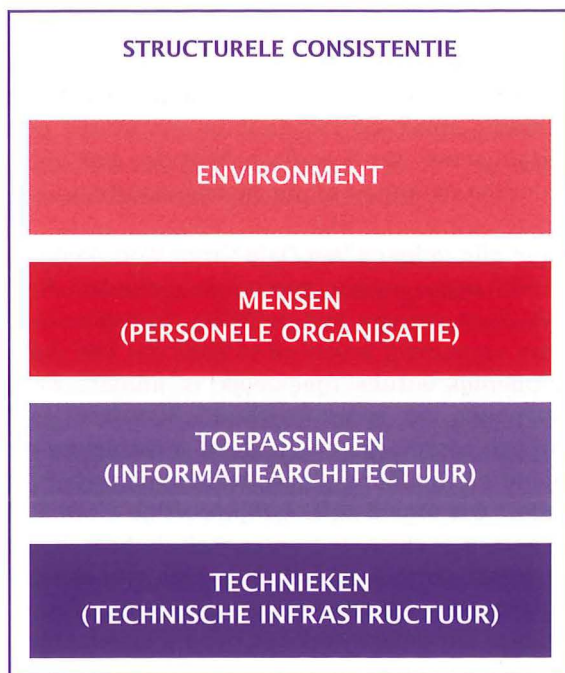 STRUCTURELE CONSISTENTIE
ENVIRONMENT
MENSEN
(PERSONELE ORGANISATIE)
TOEPASSINGEN
(INFORMATIEARCHITECTUUR)
TECHNIEKEN
(TECHNISCHE INFRASTRUCTUUR)